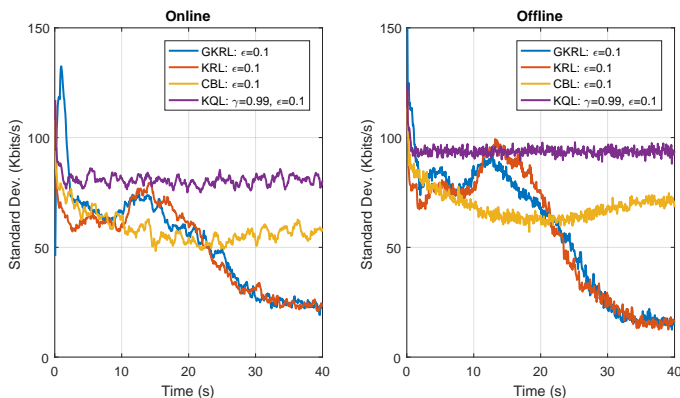 Online
150
100
50
0
0
10
20
30
40
Standard Dev. (Kbits/s)
Time (s)
GKRL: ϵ=0.1
KRL: ϵ=0.1
CBL: ϵ=0.1
KQL: γ=0.99, ϵ=0.1
Offline
150
100
50
0
0
10
20
30
40
Standard Dev. (Kbits/s)
Time (s)
GKRL: ϵ=0.1
KRL: ϵ=0.1
CBL: ϵ=0.1
KQL: γ=0.99, ϵ=0.1